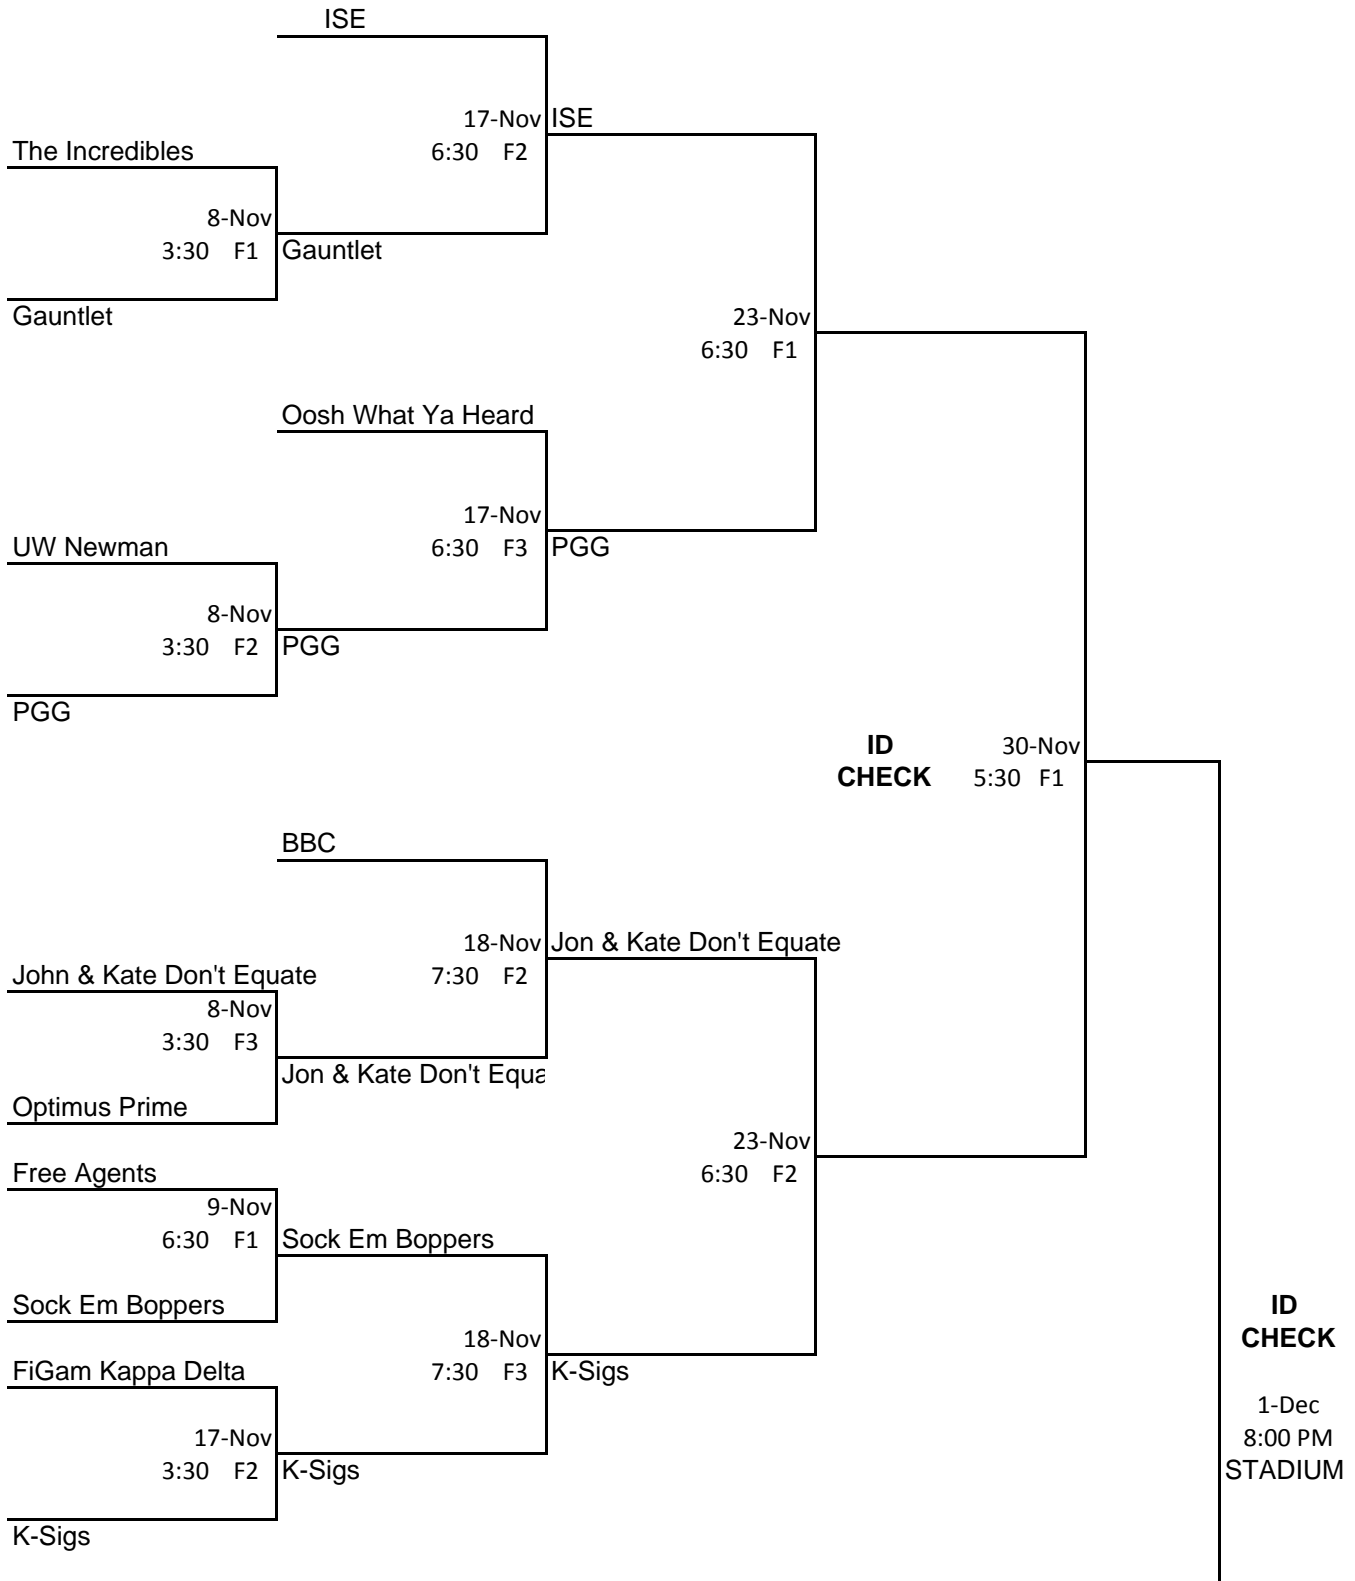 ISE
17-Nov ISE
The Incredibles
6:30 F2
8-Nov
3:30 F1 Gauntlet
Gauntlet
23-Nov
6:30 F1
Oosh What Ya Heard
17-Nov
UW Newman
6:30 F3 PGG
8-Nov
3:30 F2 PGG
PGG
ID
CHECK
30-Nov
5:30 F1
BBC
18-Nov Jon & Kate Don't Equate
John & Kate Don't Equate
7:30 F2
8-Nov
3:30 F3
Jon & Kate Don't Equa
Optimus Prime
23-Nov
6:30 F2
Free Agents
9-Nov
6:30 F1 Sock Em Boppers
Sock Em Boppers
18-Nov
7:30 F3 K-Sigs
FiGam Kappa Delta
17-Nov
3:30 F2 K-Sigs
K-Sigs
ID
CHECK
1-Dec
8:00 PM
STADIUM